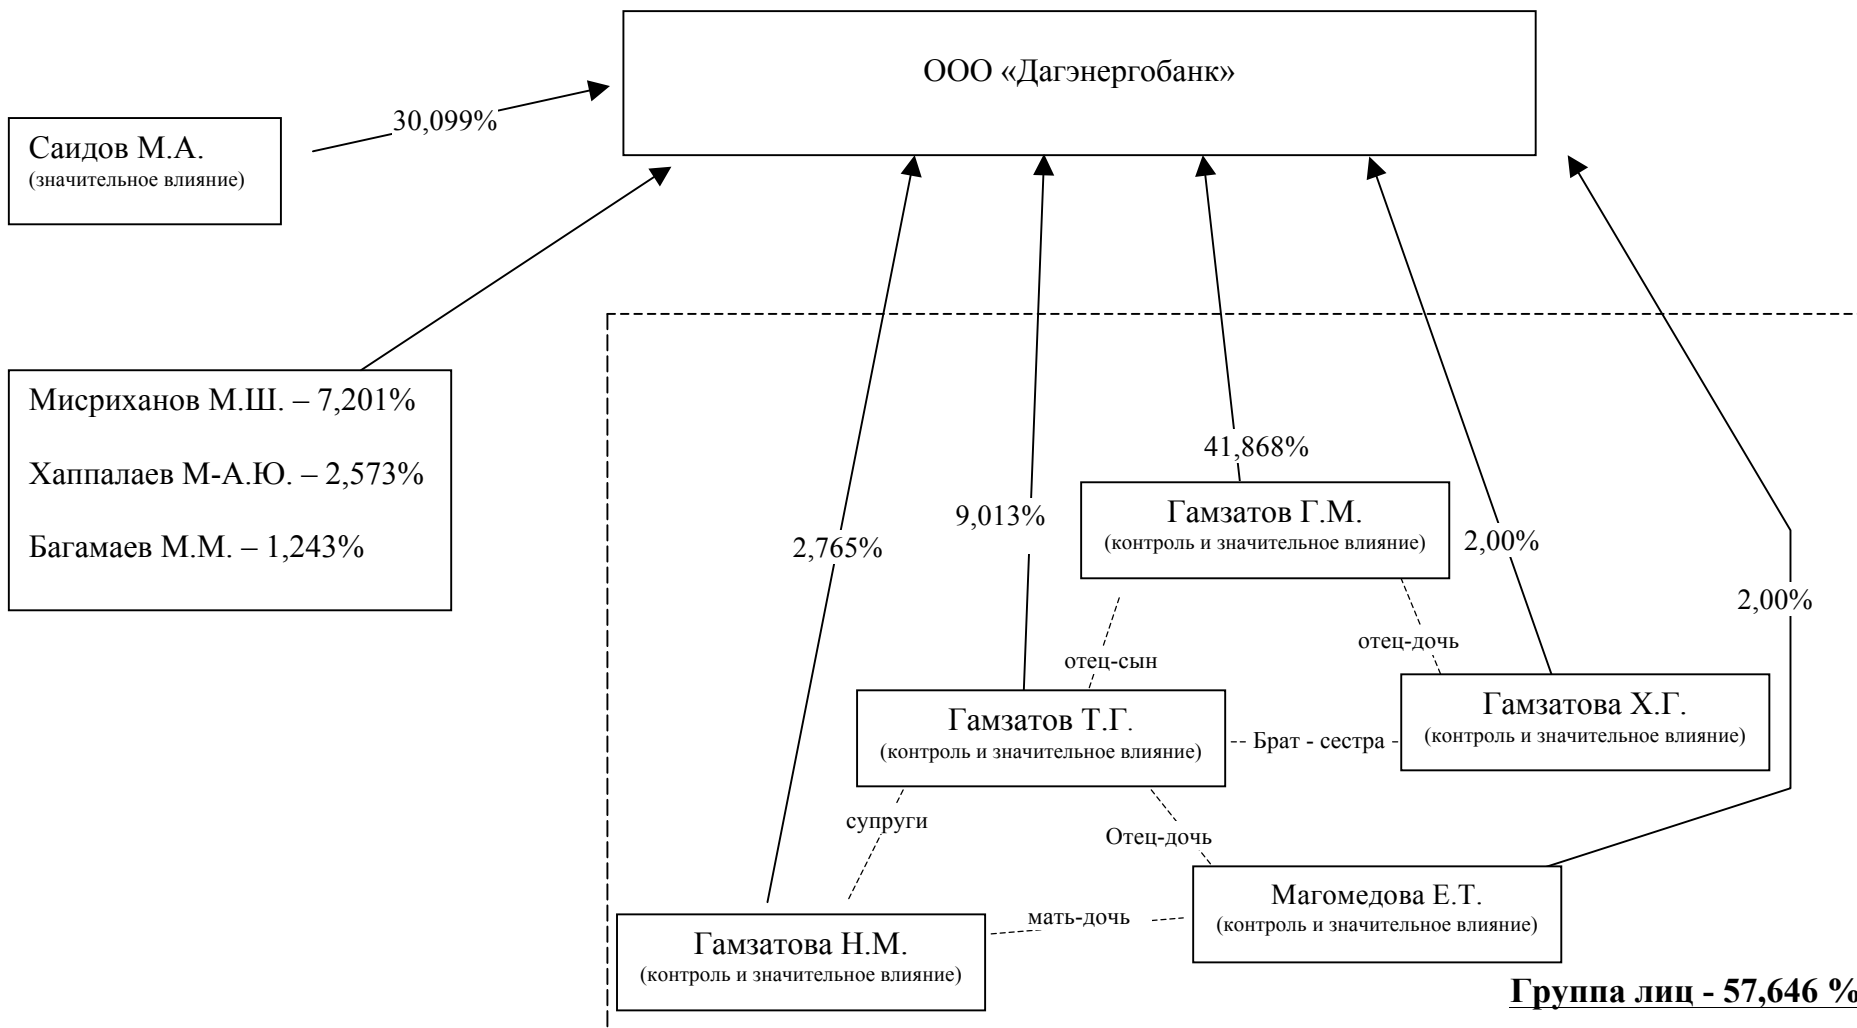 ООО «Дагэнергобанк»
30,099%
Саидов М.А.
(значительное влияние)
Мисриханов М.Ш. – 7,201%
Хаппалаев М-А.Ю. – 2,573%
Багамаев М.М. – 1,243%
41,868%
Гамзатов Г.М.
(контроль и значительное влияние)
9,013%
2,765%
2,00%
2,00%
отец-дочь
отец-сын
Гамзатов Т.Г.
(контроль и значительное влияние)
Брат - сестра
Гамзатова Х.Г.
(контроль и значительное влияние)
супруги
Отец-дочь
Магомедова Е.Т.
(контроль и значительное влияние)
мать-дочь
Гамзатова Н.М.
(контроль и значительное влияние)
Группа лиц - 57,646 %